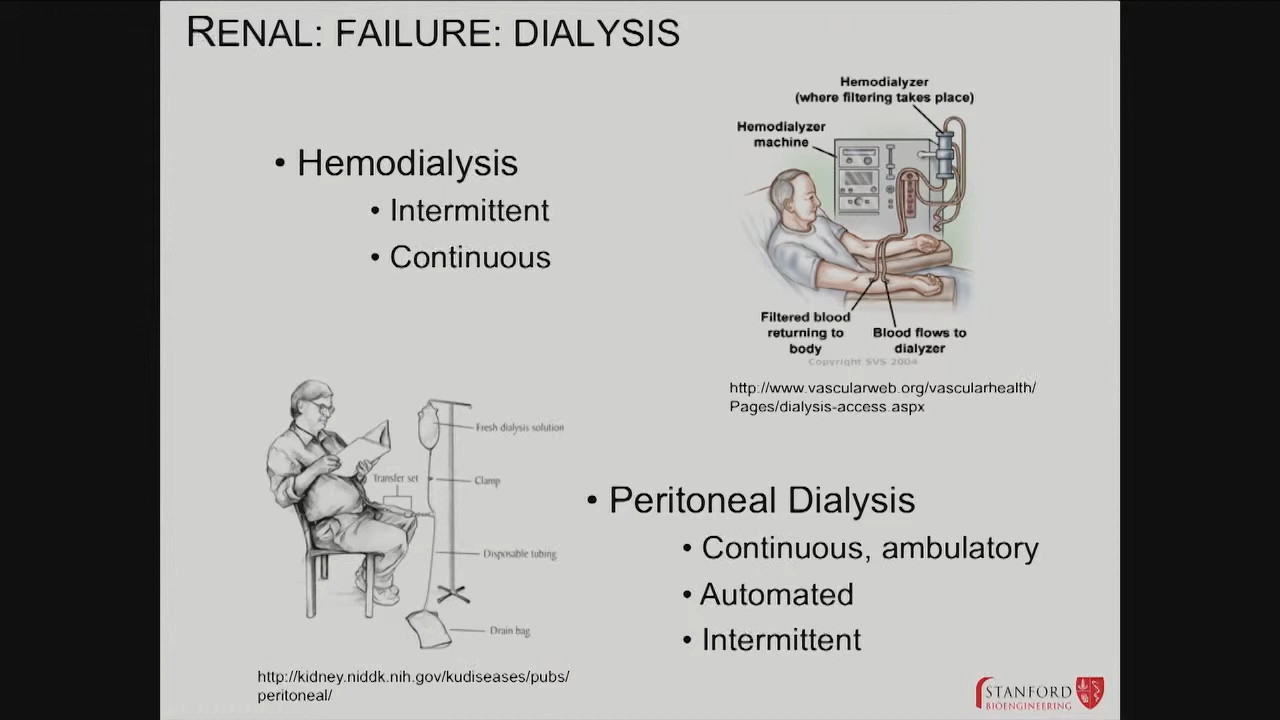 RENAL: FAILURE: DIALYSIS
• Hemodialysis
• Intermittent
• Continuous
Hemodialyzer
(where filtering takes place)
Hemodialyzer
machine
Filtered blood
returning to
body
Blood flows to
dialyzer
Copyright SVS 2004
http://www.vascularweb.org/vascularhealth/
Pages/dialysis-access.aspx
Fresh dialysis solution
Transfer set
Clamp
Disposable tubing
Drain bag
http://kidney.niddk.nih.gov/kudiseases/pubs/
peritoneal/
• Peritoneal Dialysis
• Continuous, ambulatory
• Automated
• Intermittent
STANFORD
BIOENGINEERING